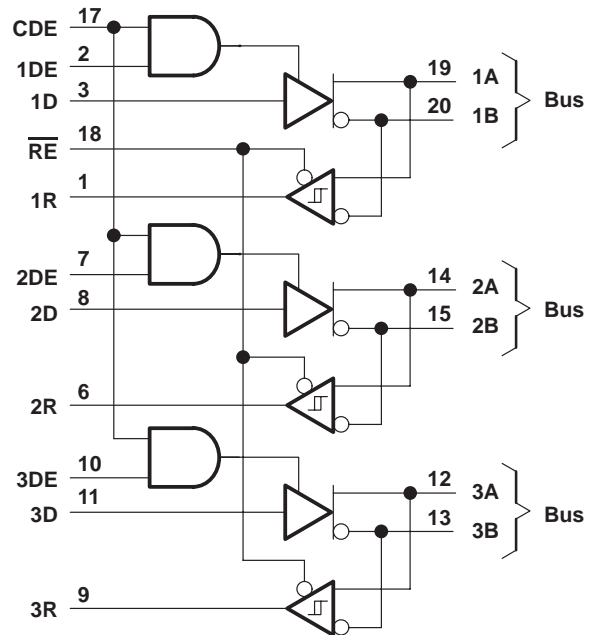 CDE 17
1DE 2
1D 3
19 1A
20 1B
Bus
RE 18
1R 1
2DE 7
2D 8
14 2A
15 2B
Bus
2R 6
3DE 10
3D 11
12 3A
13 3B
Bus
3R 9